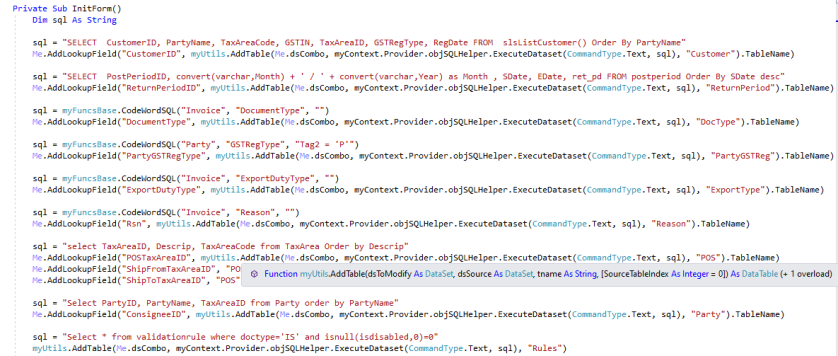 Private Sub InitForm()
Dim sql As String
sql = "SELECT  CustomerID, PartyName, TaxAreaCode, GSTIN, TaxAreaID, GSTRegType, RegDate FROM  slsListCustomer() Order By PartyName"
Me.AddLookupField("CustomerID", myUtils.AddTable(Me.dsCombo, myContext.Provider.objSQLHelper.ExecuteDataset(CommandType.Text, sql), "Customer").TableName)
sql = "SELECT  PostPeriodID, convert(varchar,Month) + ' / ' + convert(varchar,Year) as Month , SDate, EDate, ret_pd FROM postperiod Order By SDate desc"
Me.AddLookupField("ReturnPeriodID", myUtils.AddTable(Me.dsCombo, myContext.Provider.objSQLHelper.ExecuteDataset(CommandType.Text, sql), "ReturnPeriod").TableName)
sql = myFuncsBase.CodeWordSQL("Invoice", "DocumentType", "")
Me.AddLookupField("DocumentType", myUtils.AddTable(Me.dsCombo, myContext.Provider.objSQLHelper.ExecuteDataset(CommandType.Text, sql), "DocType").TableName)
sql = myFuncsBase.CodeWordSQL("Party", "GSTRegType", "Tag2 = 'P'")
Me.AddLookupField("PartyGSTRegType", myUtils.AddTable(Me.dsCombo, myContext.Provider.objSQLHelper.ExecuteDataset(CommandType.Text, sql), "PartyGSTReg").TableName)
sql = myFuncsBase.CodeWordSQL("Invoice", "ExportDutyType", "")
Me.AddLookupField("ExportDutyType", myUtils.AddTable(Me.dsCombo, myContext.Provider.objSQLHelper.ExecuteDataset(CommandType.Text, sql), "ExportType").TableName)
sql = myFuncsBase.CodeWordSQL("Invoice", "Reason", "")
Me.AddLookupField("Rsn", myUtils.AddTable(Me.dsCombo, myContext.Provider.objSQLHelper.ExecuteDataset(CommandType.Text, sql), "Reason").TableName)
sql = "select TaxAreaID, Descrip, TaxAreaCode from TaxArea Order by Descrip"
Me.AddLookupField("POSTaxAreaID", myUtils.AddTable(Me.dsCombo, myContext.Provider.objSQLHelper.ExecuteDataset(CommandType.Text, sql), "POS").TableName)
Me.AddLookupField("ShipFromTaxAreaID", "PO
Function myUtils.AddTable(dsToModify As DataSet, dsSource As DataSet, tname As String, [SourceTableIndex As Integer = 0]) As DataTable (+ 1 overload)
Me.AddLookupField("ShipToTaxAreaID", "POS"
sql = "Select PartyID, PartyName, TaxAreaID from Party order by PartyName"
Me.AddLookupField("ConsigneeID", myUtils.AddTable(Me.dsCombo, myContext.Provider.objSQLHelper.ExecuteDataset(CommandType.Text, sql), "Party").TableName)
sql = "Select * from validationrule where doctype='IS' and isnull(isdisabled,0)=0"
myUtils.AddTable(Me.dsCombo, myContext.Provider.objSQLHelper.ExecuteDataset(CommandType.Text, sql), "Rules")